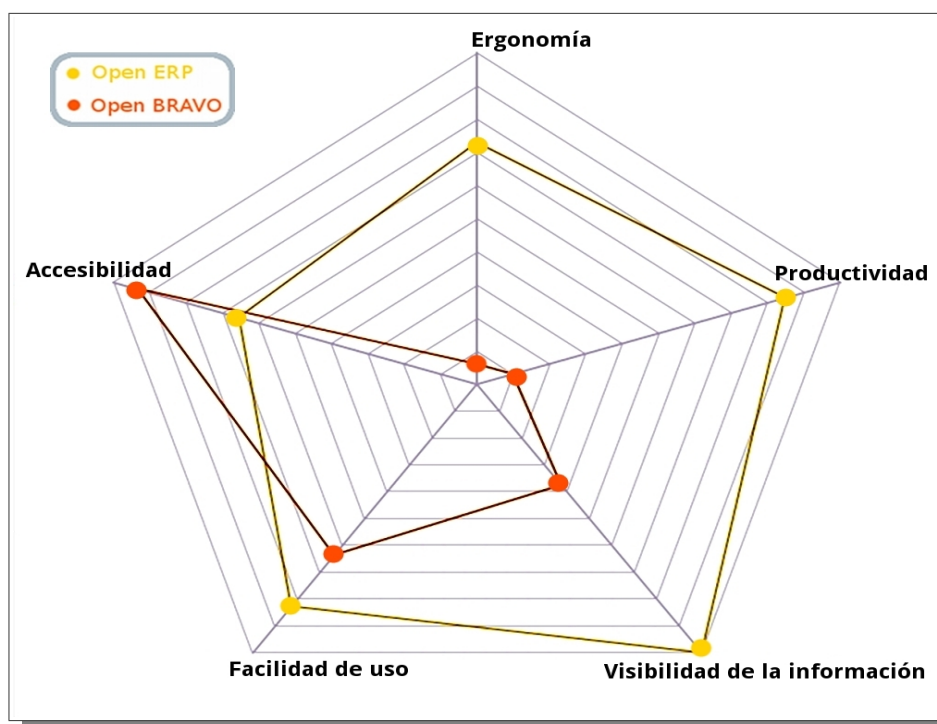 Ergonomía
Open ERP
Open BRAVO
Accesibilidad
Productividad
Facilidad de uso
Visibilidad de la información